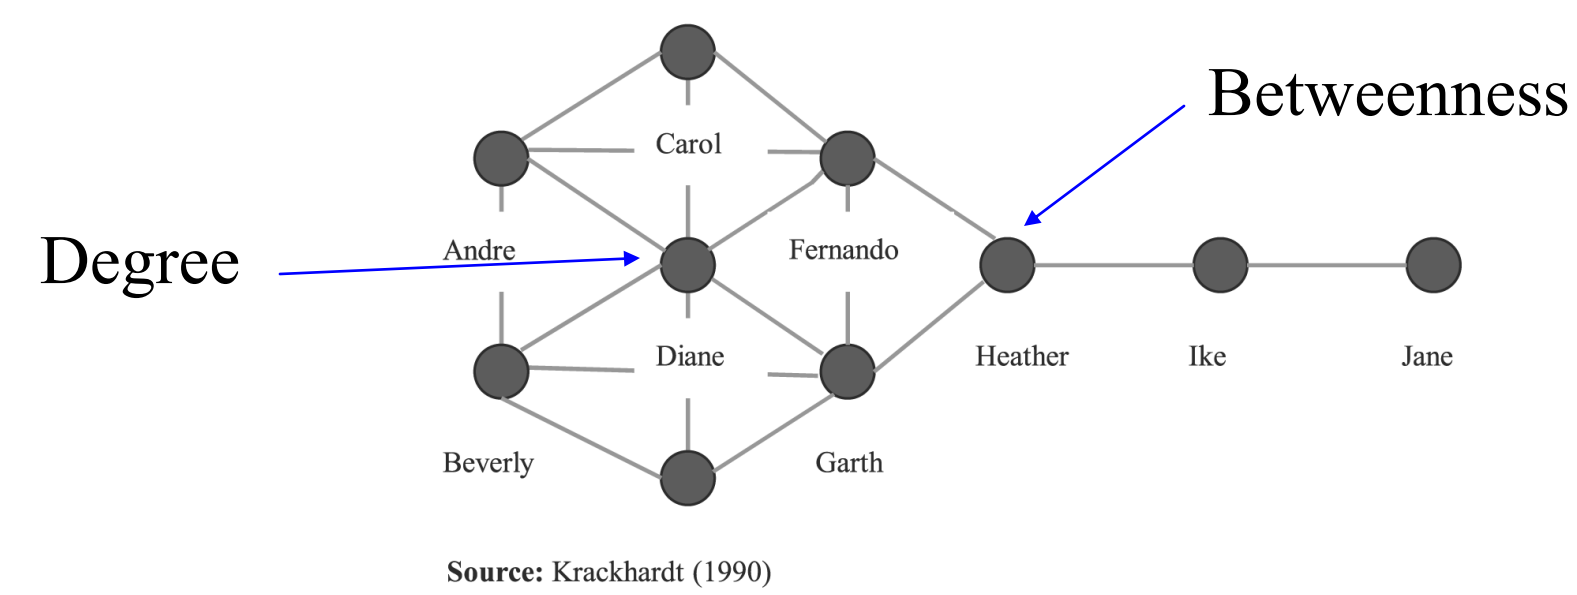 Betweenness
Carol
Degree
Andre
Fernando
Diane
Heather
Ike
Jane
Beverly
Garth
Source: Krackhardt (1990)